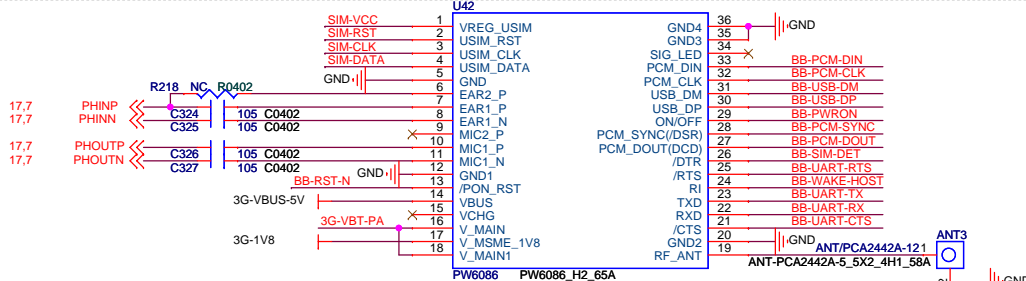 U42
SIM-VCC 1 VREG_USIM GND4 36 GND
SIM-RST 2 USIM_RST GND3 35
SIM-CLK 3 USIM_CLK SIG_LED 34
SIM-DATA 4 USIM_DATA PCM_DIN 33 BB-PCM-DIN
GND 5 GND PCM_CLK 32 BB-PCM-CLK
R218 NC R0402 6 EAR2_P USB_DM 31 BB-USB-DM
17,7 PHINP C324 105 C0402 7 EAR1_P USB_DP 30 BB-USB-DP
17,7 PHINN C325 105 C0402 8 EAR1_N ON/OFF 29 BB-PWRON
9 MIC2_P PCM_SYNC(/DSR) 28 BB-PCM-SYNC
17,7 PHOUTP C326 105 C0402 10 MIC1_P PCM_DOUT(DCD) 27 BB-PCM-DOUT
17,7 PHOUTN C327 105 C0402 11 MIC1_N /DTR 26 BB-SIM-DET
GND 12 GND1 /RTS 25 BB-UART-RTS
BB-RST-N 13 /PON_RST RI 24 BB-WAKE-HOST
3G-VBUS-5V 14 VBUS TXD 23 BB-UART-TX
15 VCHG RXD 22 BB-UART-RX
3G-VBT-PA 16 V_MAIN /CTS 21 BB-UART-CTS
3G-1V8 17 V_MSME_1V8 GND2 20 GND ANT3
18 V_MAIN1 RF_ANT 19 ANT/PCA2442A-121
ANT-PCA2442A-5_5X2_4H1_58A
PW6086 PW6086_H2_65A
GND